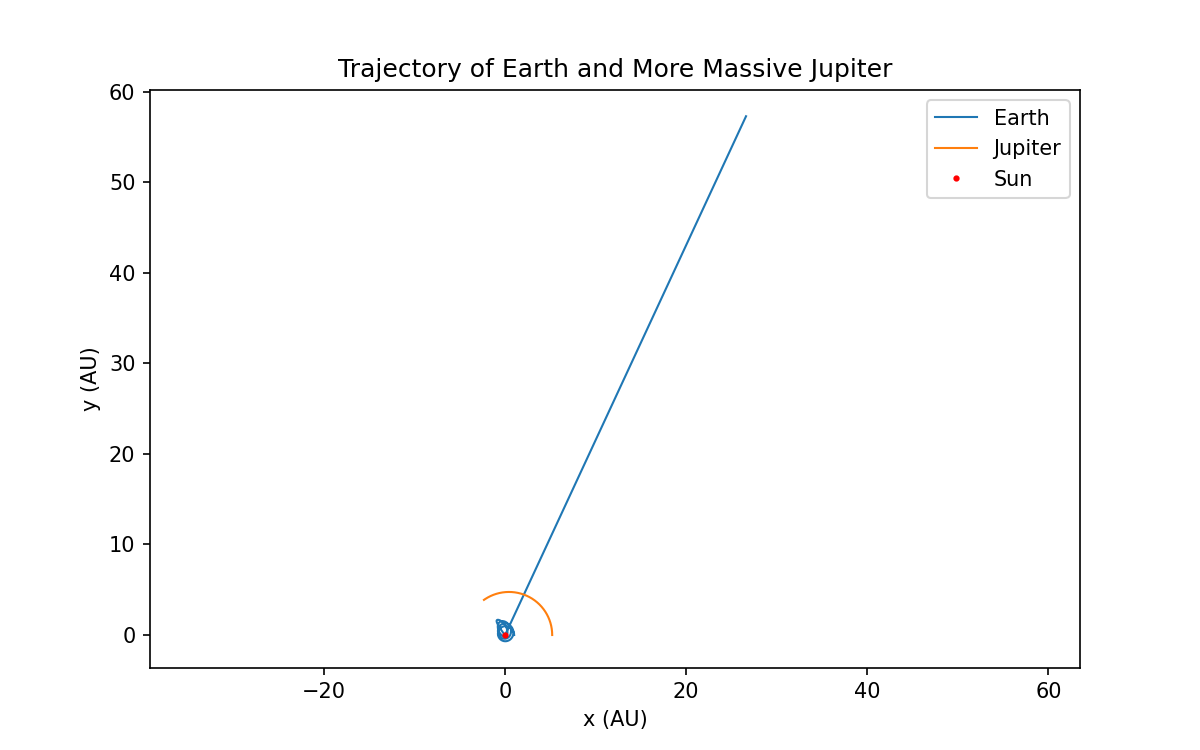 Trajectory of Earth and More Massive Jupiter
Earth
Jupiter
Sun
60
50
40
30
20
10
0
y (AU)
−20
0
20
40
60
x (AU)